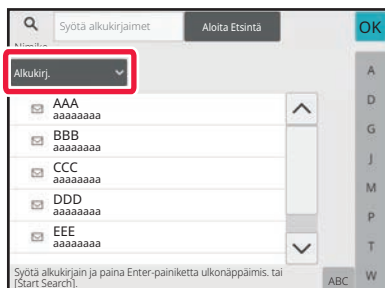 Syötä alkukirjaimet
Aloita Etsintä
OK
Alkukirj.
AAA
aaaaaaaa
BBB
aaaaaaaa
CCC
aaaaaaaa
DDD
aaaaaaaa
EEE
aaaaaaaa
A
D
G
J
M
P
T
W
ABC
Syötä alkukirjain ja paina Enter-painiketta ulkonäppäimis. tai
[Start Search].